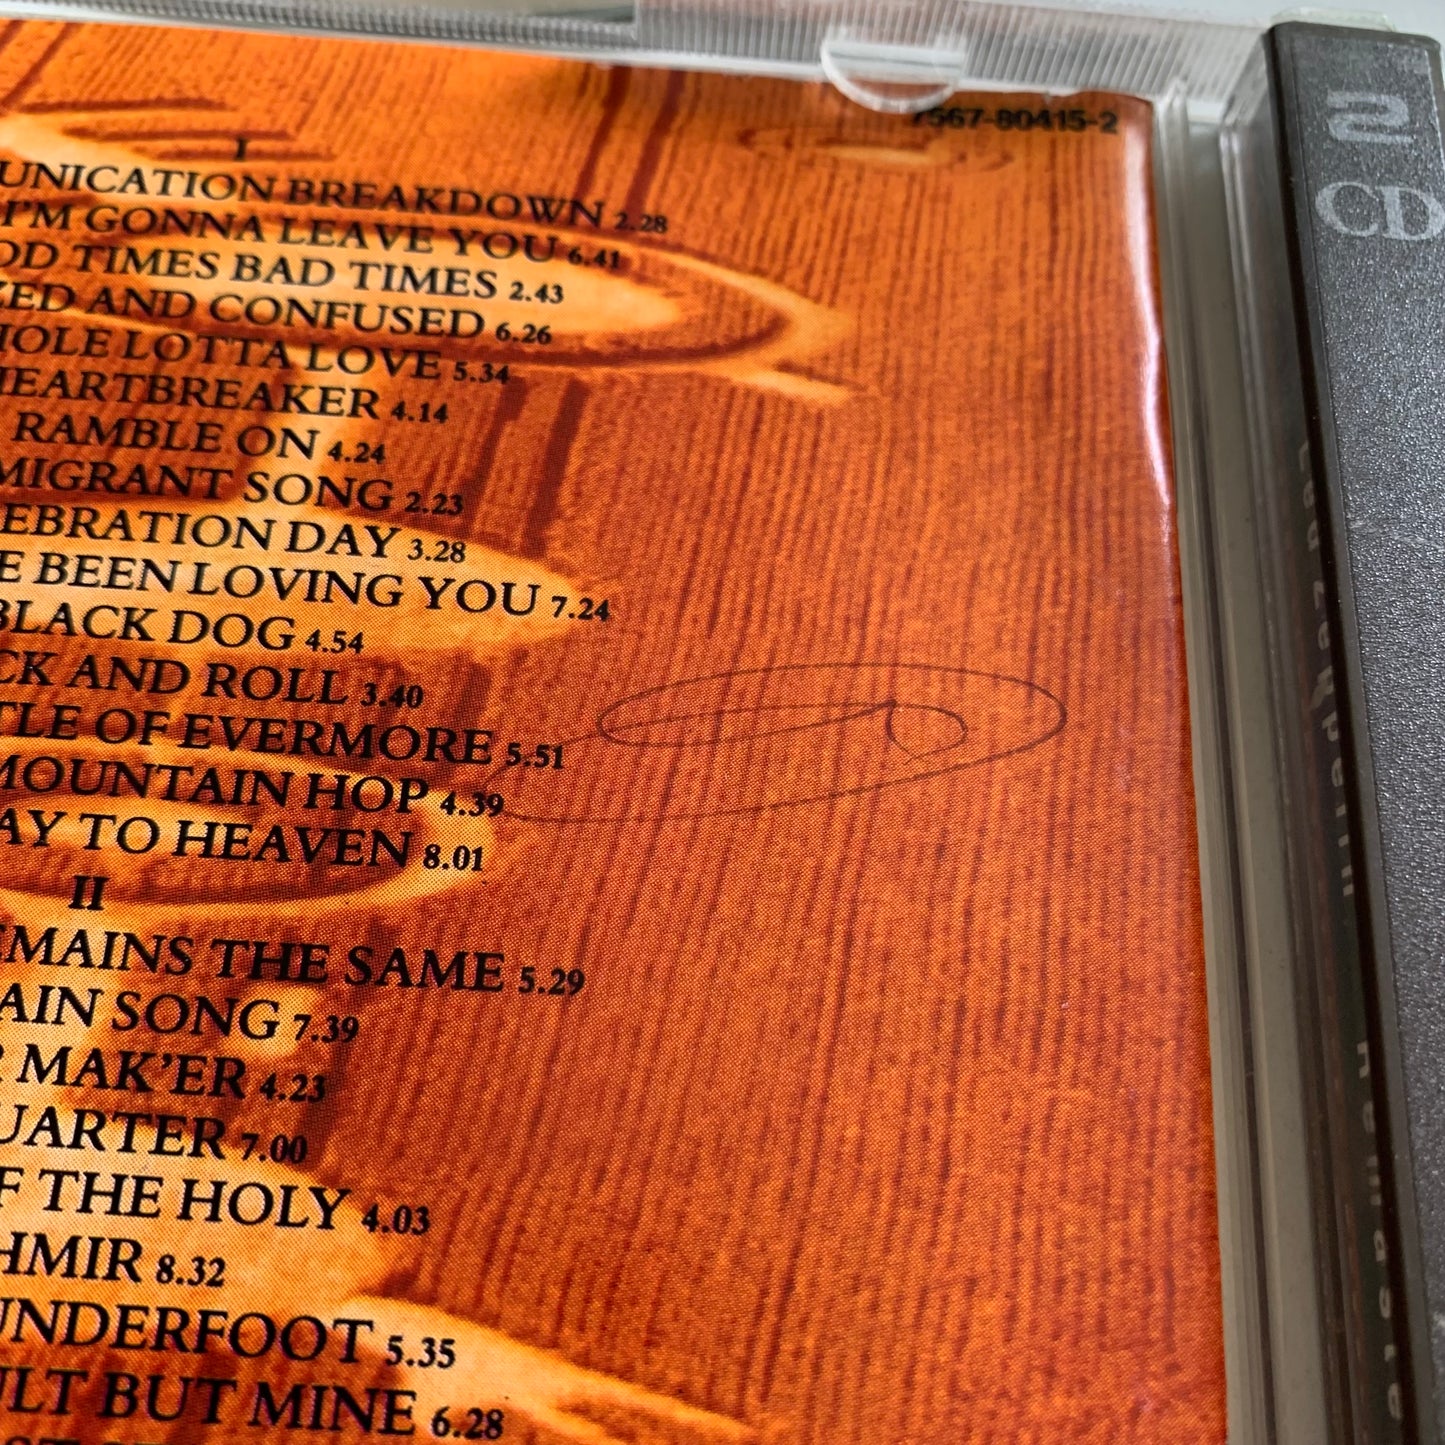 7567-80415-2
I
UNICATION BREAKDOWN 2.28
I'M GONNA LEAVE YOU 6.41
OD TIMES BAD TIMES 2.43
ZED AND CONFUSED 6.26
HOLE LOTTA LOVE 5.34
HEARTBREAKER 4.14
RAMBLE ON 4.24
MIGRANT SONG 2.23
EBRATION DAY 3.28
E BEEN LOVING YOU 7.24
BLACK DOG 4.54
CK AND ROLL 3.40
TLE OF EVERMORE 5.51
MOUNTAIN HOP 4.39
AY TO HEAVEN 8.01
II
EMAINS THE SAME 5.29
AIN SONG 7.39
R MAK'ER 4.23
UARTER 7.00
F THE HOLY 4.03
HMIR 8.32
UNDERFOOT 5.35
ULT BUT MINE 6.28
2
CD
led zeppelin remaste